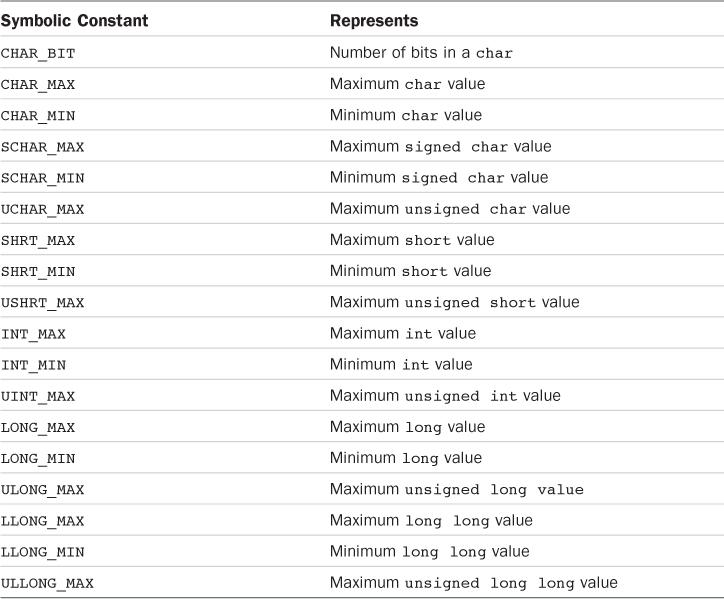 Symbolic Constant Represents
CHAR_BIT Number of bits in a char
CHAR_MAX Maximum char value
CHAR_MIN Minimum char value
SCHAR_MAX Maximum signed char value
SCHAR_MIN Minimum signed char value
UCHAR_MAX Maximum unsigned char value
SHRT_MAX Maximum short value
SHRT_MIN Minimum short value
USHRT_MAX Maximum unsigned short value
INT_MAX Maximum int value
INT_MIN Minimum int value
UINT_MAX Maximum unsigned int value
LONG_MAX Maximum long value
LONG_MIN Minimum long value
ULONG_MAX Maximum unsigned long value
LLONG_MAX Maximum long long value
LLONG_MIN Minimum long long value
ULLONG_MAX Maximum unsigned long long value